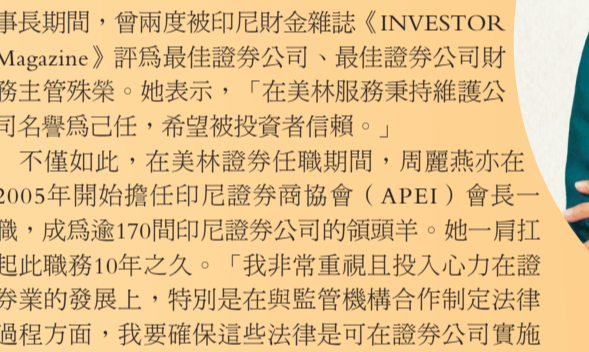 事長期間，曾兩度被印尼財金雜誌《INVESTOR
Magazine》評爲最佳證券公司、最佳證券公司財
務主管殊榮。她表示，「在美林服務秉持維護公
司名譽爲己任，希望被投資者信賴。」
不僅如此，在美林證券任職期間，周麗燕亦在
2005年開始擔任印尼證券商協會（APEI）會長一
職，成爲逾170間印尼證券公司的領頭羊。她一肩扛
起此職務10年之久。「我非常重視且投入心力在證
券業的發展上，特別是在與監管機構合作制定法律
過程方面，我要確保這些法律是可在證券公司實施